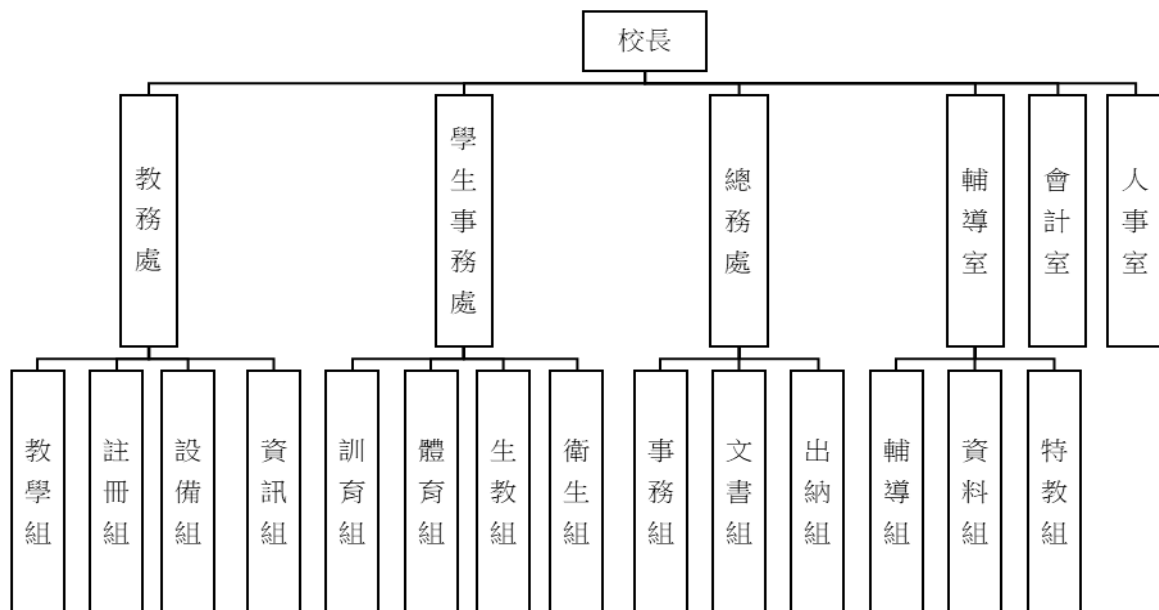 校長
教務處
學生事務處
總務處
輔導室
會計室
人事室
教學組
註冊組
設備組
資訊組
訓育組
體育組
生教組
衛生組
事務組
文書組
出納組
輔導組
資料組
特教組